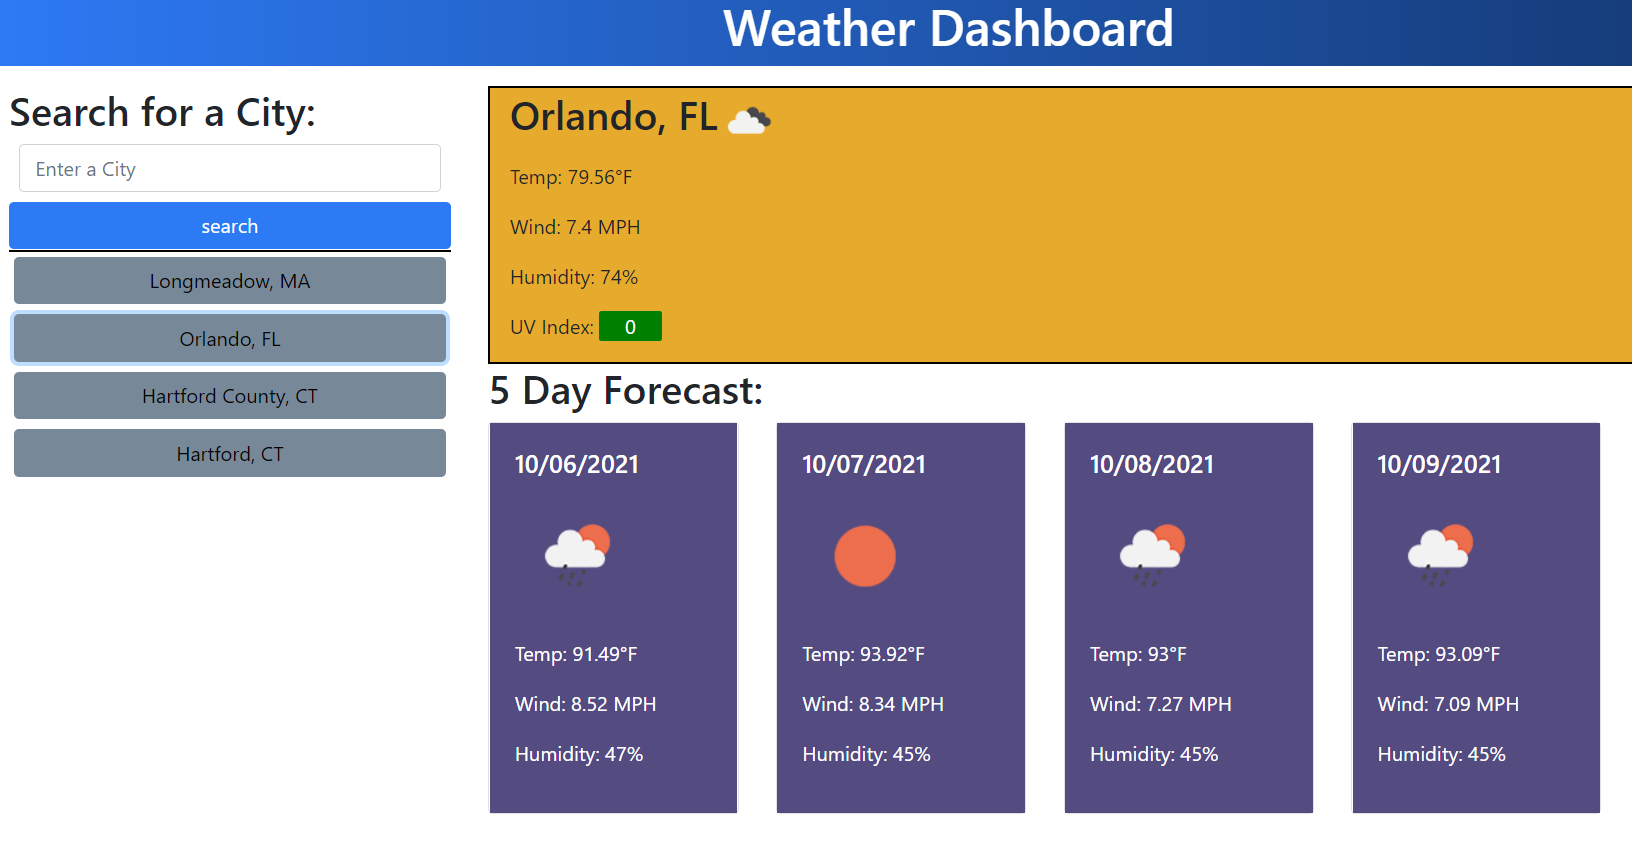 Weather Dashboard
Search for a City:
Enter a City
search
Longmeadow, MA
Orlando, FL
Hartford County, CT
Hartford, CT
Orlando, FL
Temp: 79.56°F
Wind: 7.4 MPH
Humidity: 74%
UV Index: 0
5 Day Forecast:
10/06/2021
Temp: 91.49°F
Wind: 8.52 MPH
Humidity: 47%
10/07/2021
Temp: 93.92°F
Wind: 8.34 MPH
Humidity: 45%
10/08/2021
Temp: 93°F
Wind: 7.27 MPH
Humidity: 45%
10/09/2021
Temp: 93.09°F
Wind: 7.09 MPH
Humidity: 45%